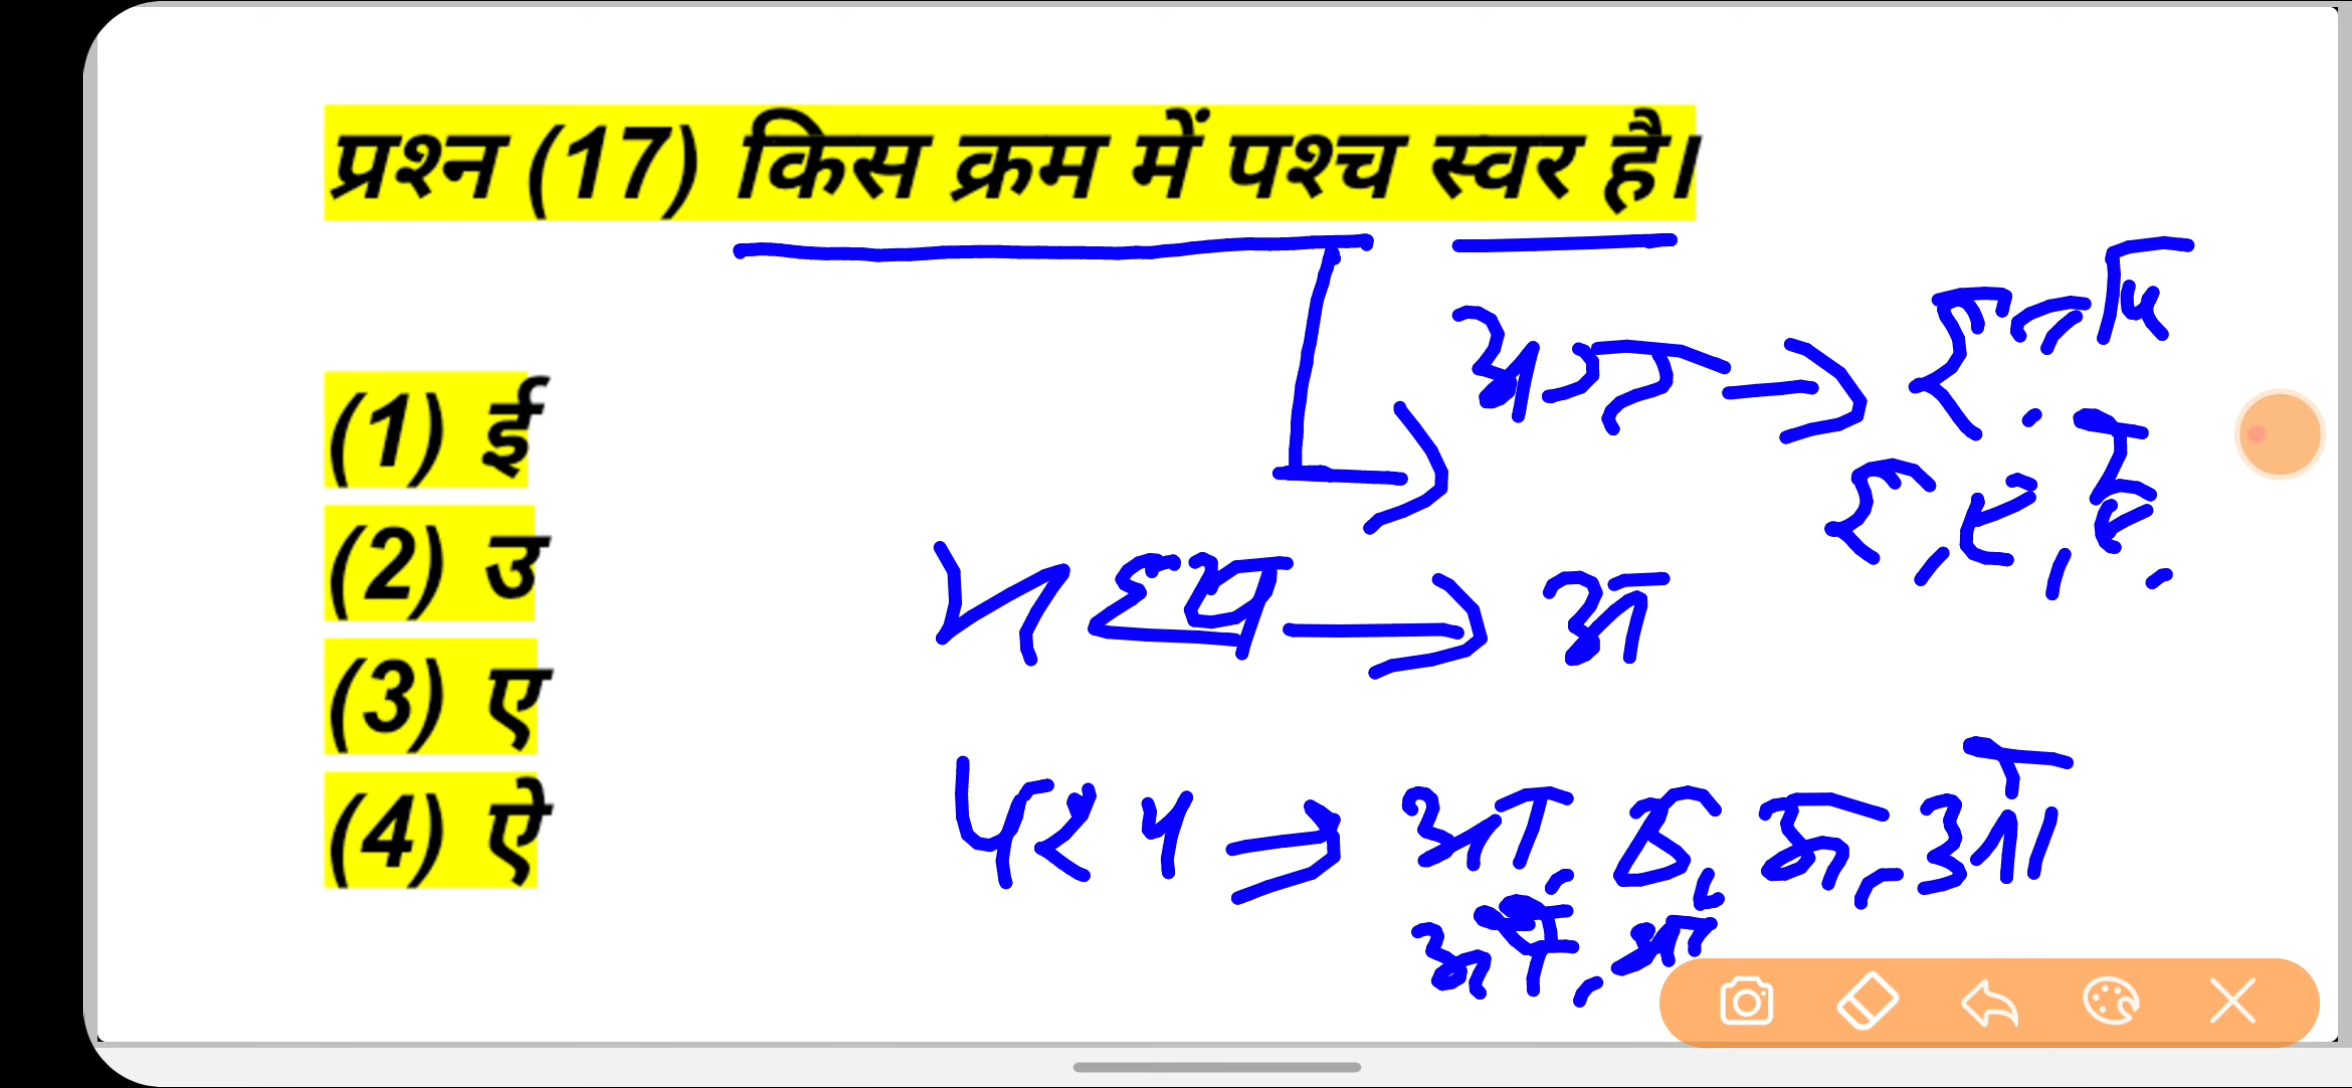 प्रश्न (17) किस क्रम में पश्च स्वर है।
(1) ई
(2) उ
(3) ए
(4) ऐ
अग्र → इ, ई
ए, ऐ
मध्य → अ
पश्च → आ, उ, ऊ, ओ